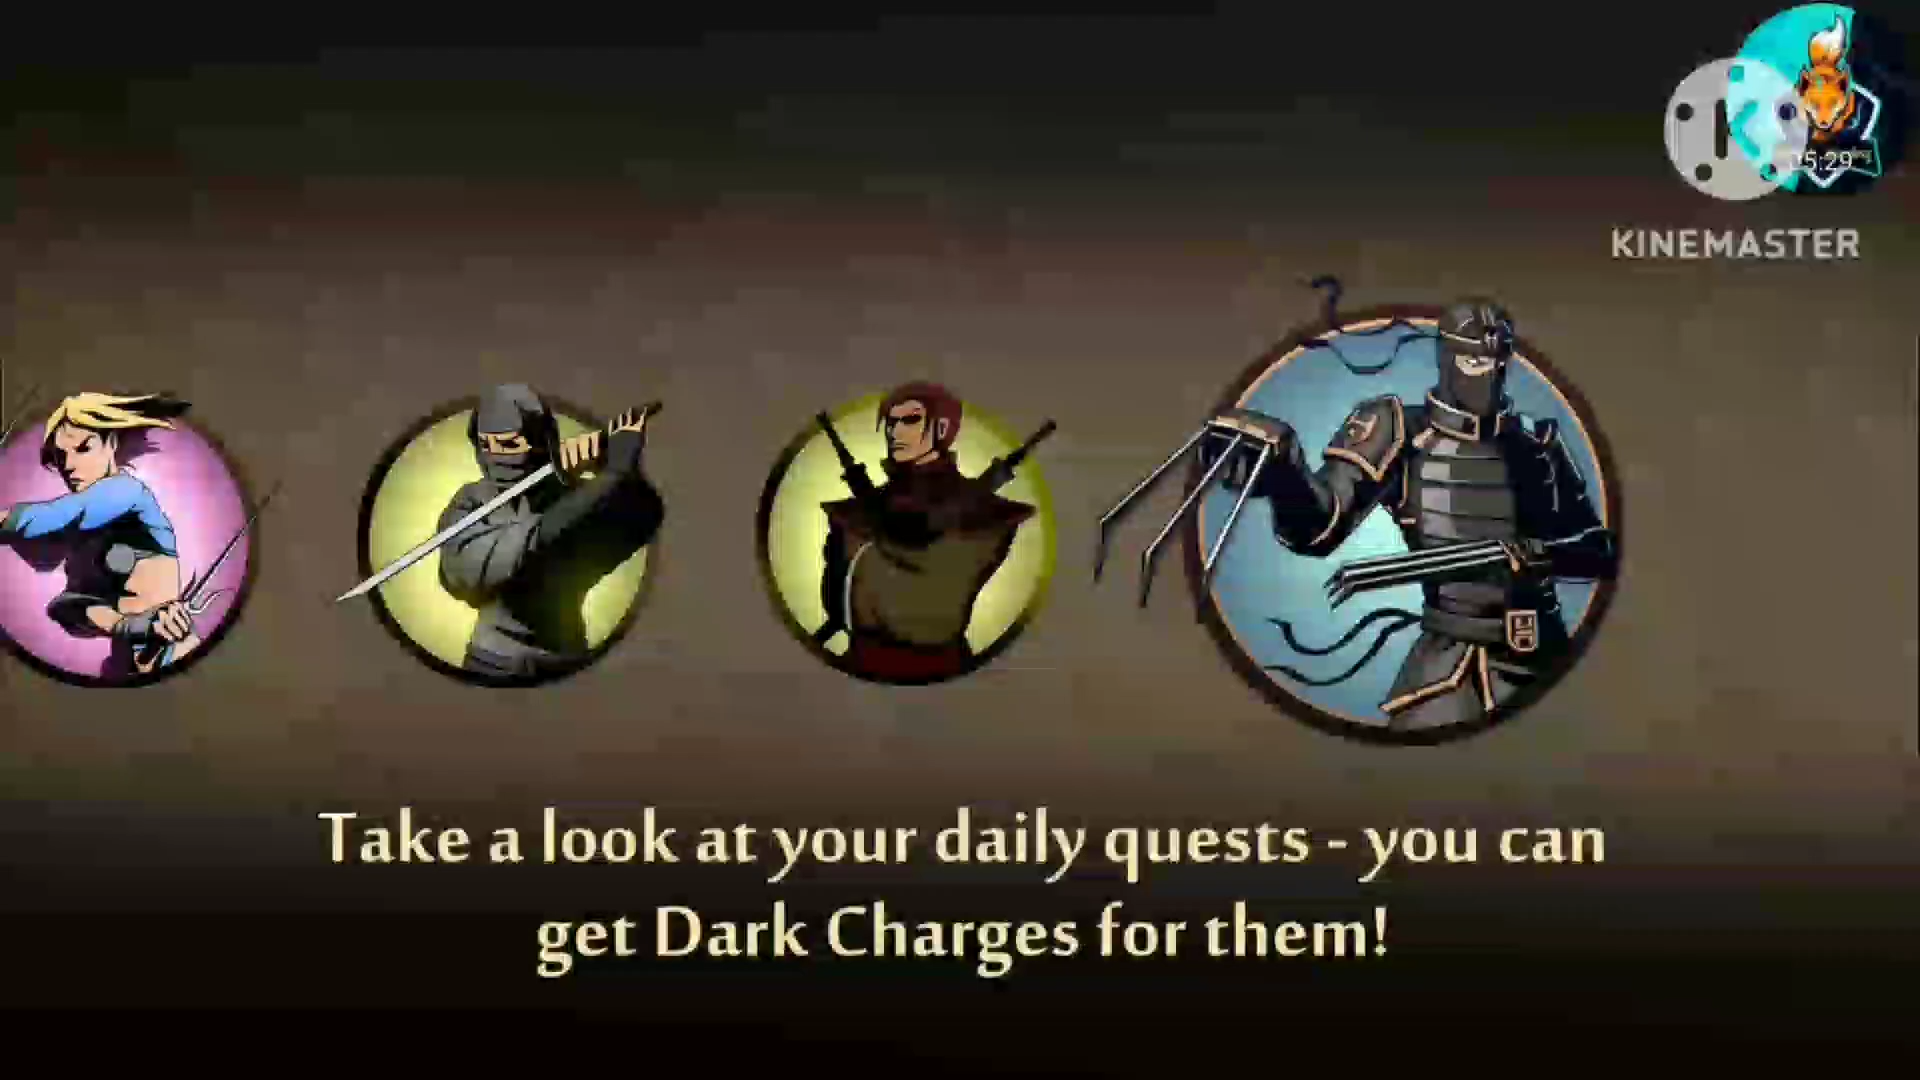 KINEMASTER
Take a look at your daily quests - you can
get Dark Charges for them!